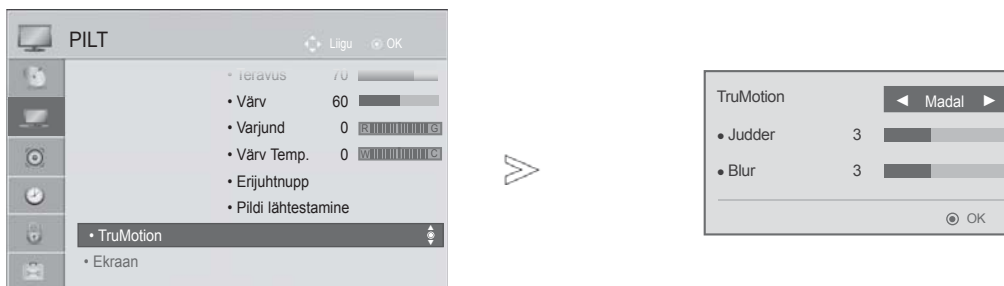 PILT
Liigu OK
• Teravus 70
• Värv 60
• Varjund 0 R G
• Värv Temp. 0 W C
• Erijuhtnupp
• Pildi lähtestamine
• TruMotion
• Ekraan
TruMotion ◄ Madal ►
• Judder 3
• Blur 3
OK